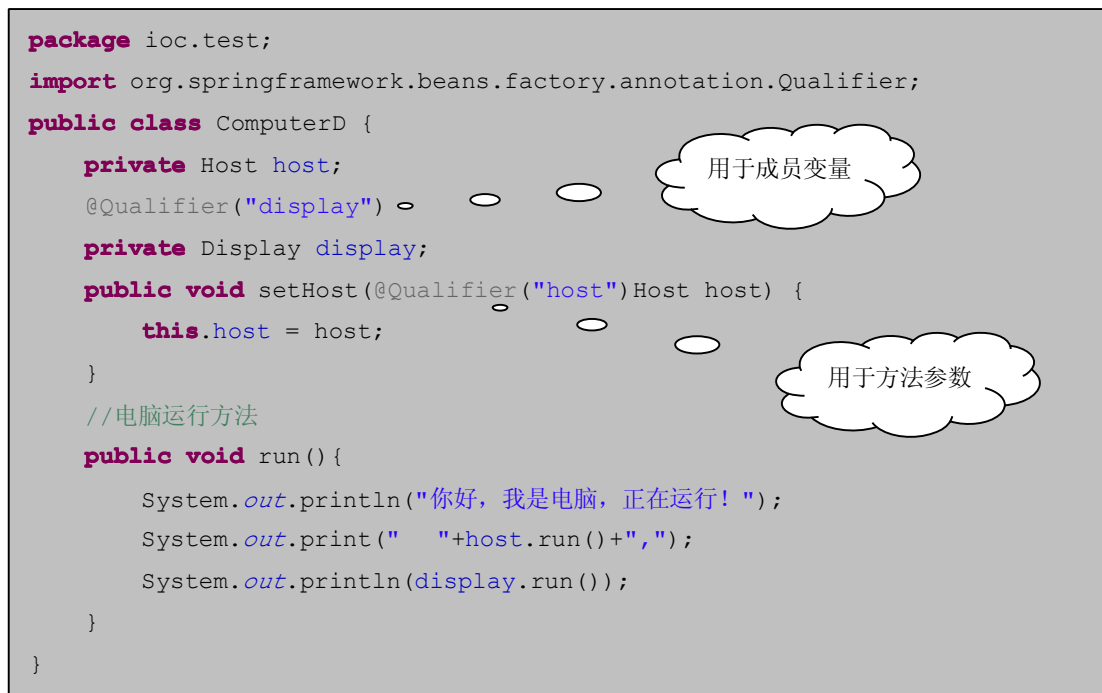 package ioc.test;
import org.springframework.beans.factory.annotation.Qualifier;
public class ComputerD {
private Host host;
用于成员变量
@Qualifier("display")
private Display display;
public void setHost(@Qualifier("host")Host host) {
this.host = host;
}
用于方法参数
//电脑运行方法
public void run(){
System.out.println("你好，我是电脑，正在运行！");
System.out.print("   "+host.run()+",");
System.out.println(display.run());
}
}